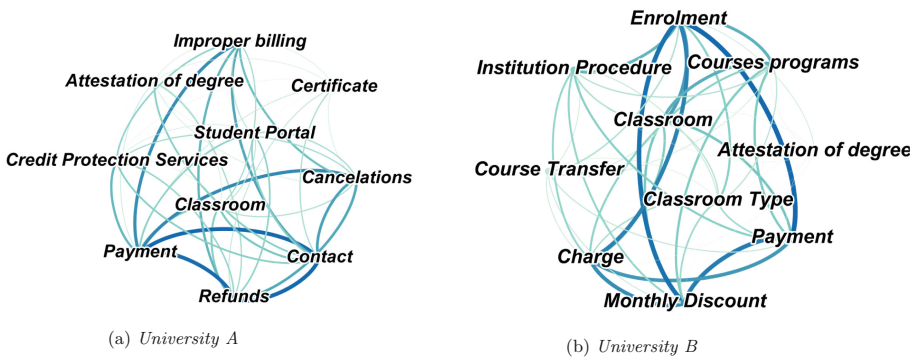 Improper billing
Attestation of degree
Certificate
Student Portal
Credit Protection Services
Cancelations
Classroom
Payment
Contact
Refunds
(a) University A
Enrolment
Institution Procedure
Courses programs
Classroom
Attestation of degree
Course Transfer
Classroom Type
Payment
Charge
Monthly Discount
(b) University B